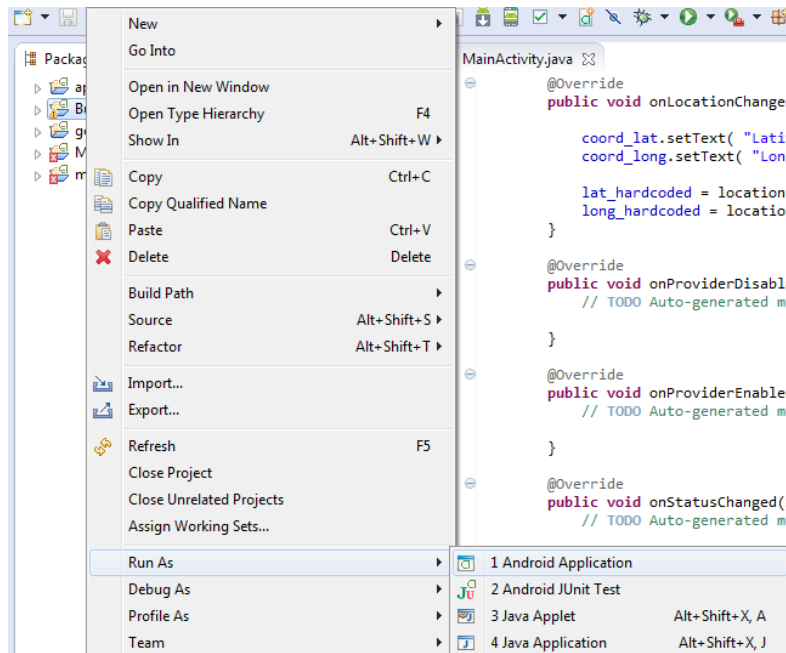 New
Go Into
Open in New Window
Open Type Hierarchy F4
Show In Alt+Shift+W
Copy Ctrl+C
Copy Qualified Name
Paste Ctrl+V
Delete Delete
Build Path
Source Alt+Shift+S
Refactor Alt+Shift+T
Import...
Export...
Refresh F5
Close Project
Close Unrelated Projects
Assign Working Sets...
Run As
Debug As
Profile As
Team
1 Android Application
2 Android JUnit Test
3 Java Applet Alt+Shift+X, A
4 Java Application Alt+Shift+X, J
Packag
ap
B
g
M
m
MainActivity.java
@Override
public void onLocationChange
coord_lat.setText( "Lati
coord_long.setText( "Lon
lat_hardcoded = location
long_hardcoded = locatio
}
@Override
public void onProviderDisabl
// TODO Auto-generated m
}
@Override
public void onProviderEnable
// TODO Auto-generated m
}
@Override
public void onStatusChanged(
// TODO Auto-generated m